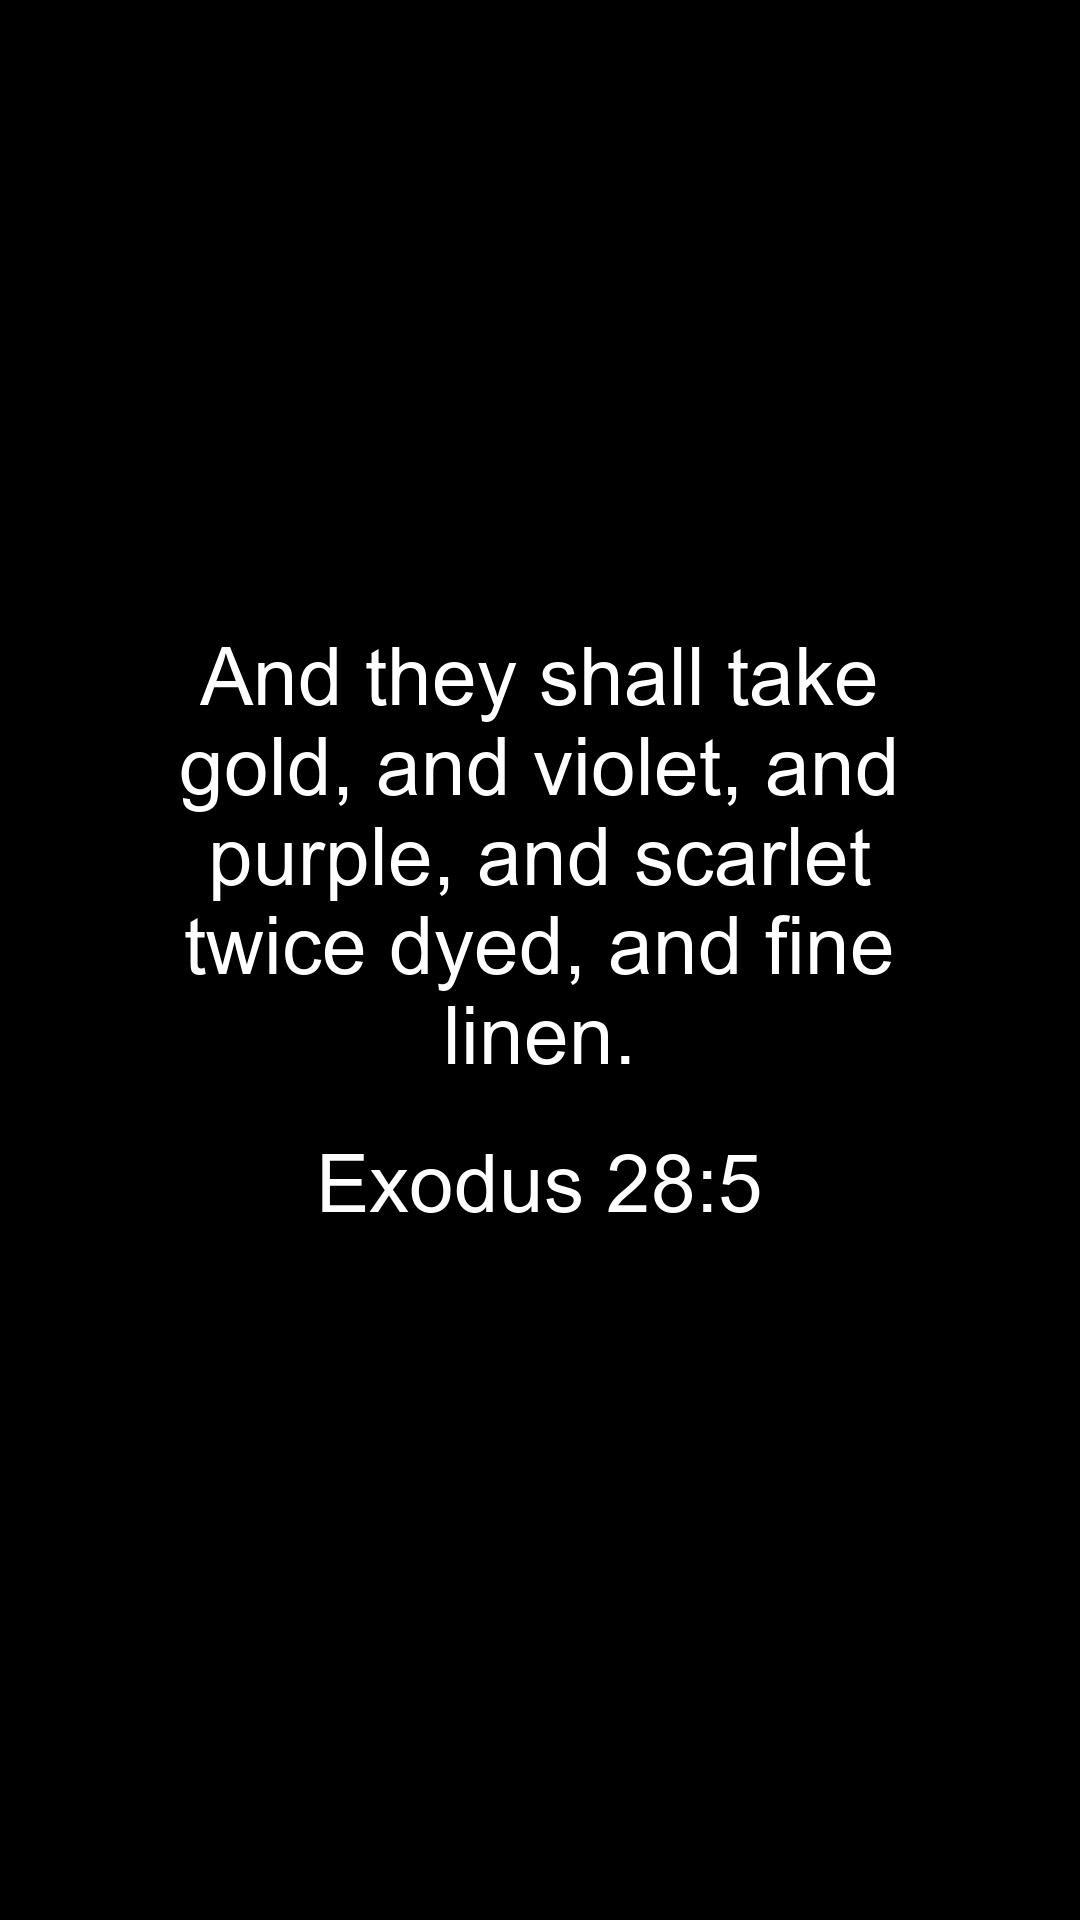 And they shall take
gold, and violet, and
purple, and scarlet
twice dyed, and fine
linen.
Exodus 28:5